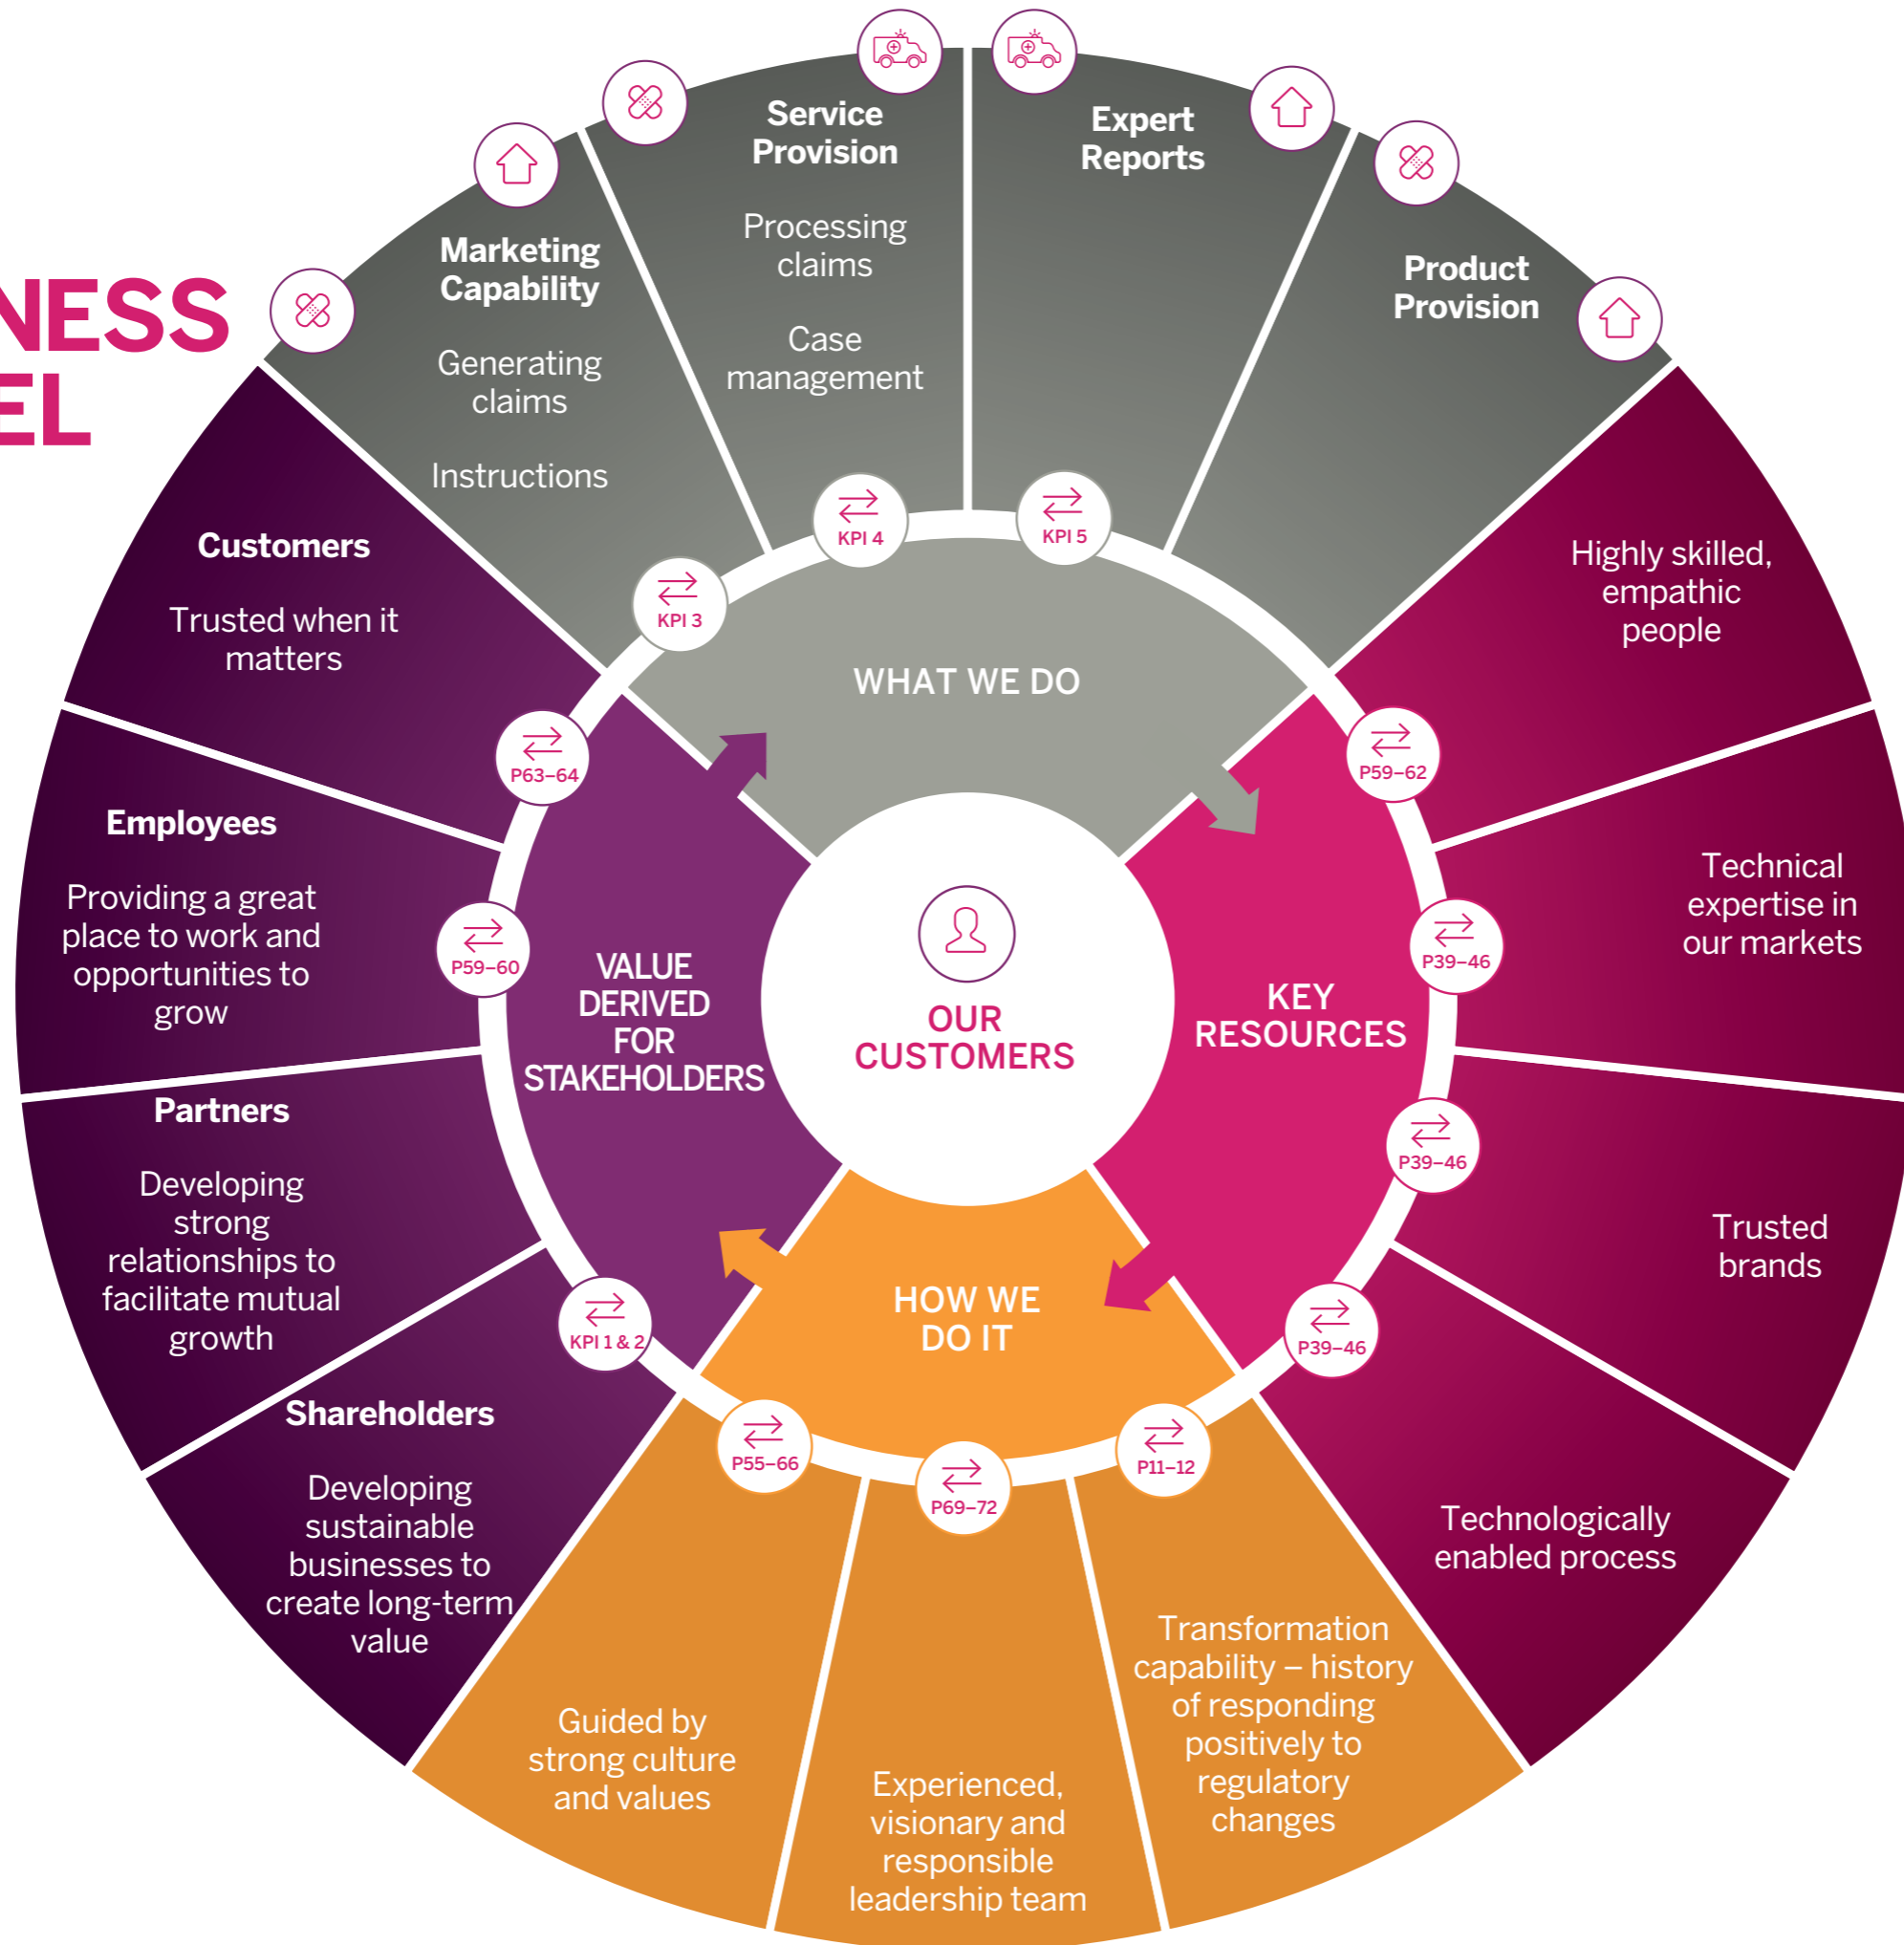 NESS
EL
Marketing
Capability
Generating
claims
Instructions
Service
Provision
Processing
claims
Case
management
Expert
Reports
Product
Provision
KPI 3
KPI 4
KPI 5
WHAT WE DO
Highly skilled,
empathic
people
Technical
expertise in
our markets
Trusted
brands
Technologically
enabled process
P59–62
P39–46
P39–46
P39–46
KEY
RESOURCES
Transformation
capability – history
of responding
positively to
regulatory
changes
Experienced,
visionary and
responsible
leadership team
Guided by
strong culture
and values
P11–12
P69–72
P55–66
HOW WE
DO IT
Customers
Trusted when it
matters
Employees
Providing a great
place to work and
opportunities to
grow
Partners
Developing
strong
relationships to
facilitate mutual
growth
Shareholders
Developing
sustainable
businesses to
create long-term
value
P63–64
P59–60
KPI 1 & 2
VALUE
DERIVED
FOR
STAKEHOLDERS
OUR
CUSTOMERS